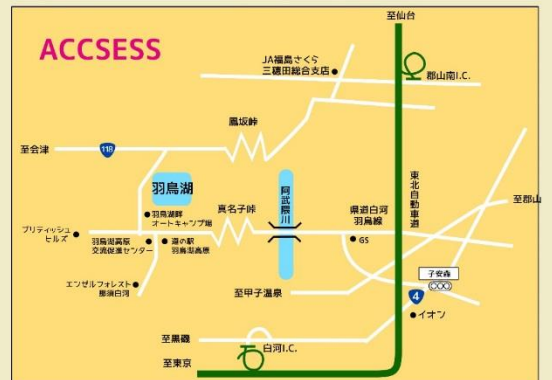 至仙台
ACCSESS
JA福島さくら
三穂田総合支店
郡山南I.C.
鳳坂峠
至会津
118
羽鳥湖
阿武隈川
東北自動車道
至郡山
羽鳥湖畔
オートキャンプ場
真名子峠
県道白河
羽鳥線
ブリティッシュ
ヒルズ
羽鳥湖高原
交流促進センター
道の駅
羽鳥湖高原
GS
子安森
エンゼルフォレスト
那須白河
至甲子温泉
4
イオン
至黒磯
白河I.C.
至東京